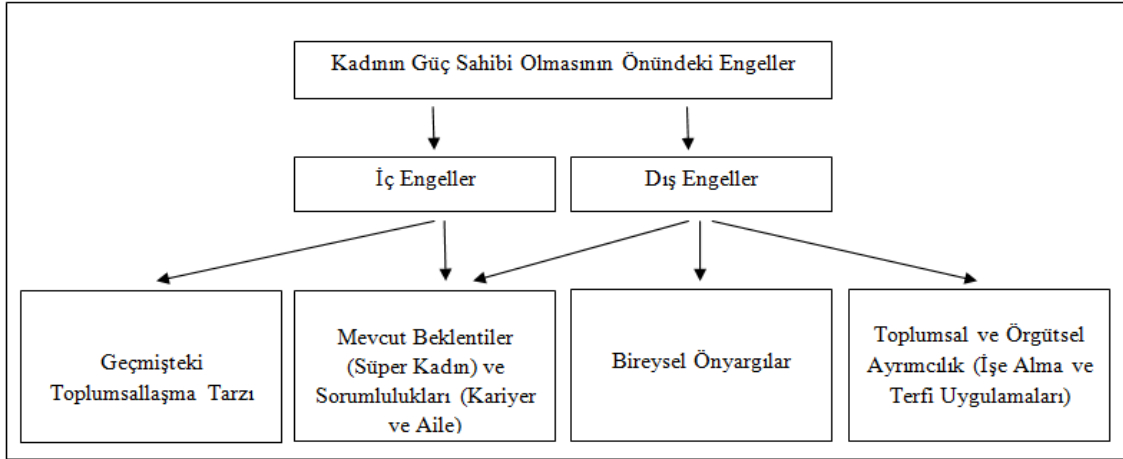 Kadının Güç Sahibi Olmasının Önündeki Engeller
İç Engeller
Dış Engeller
Geçmişteki
Toplumsallaşma Tarzı
Mevcut Beklentiler
(Süper Kadın) ve
Sorumlulukları (Kariyer
ve Aile)
Bireysel Önyargılar
Toplumsal ve Örgütsel
Ayrımcılık (İşe Alma ve
Terfi Uygulamaları)